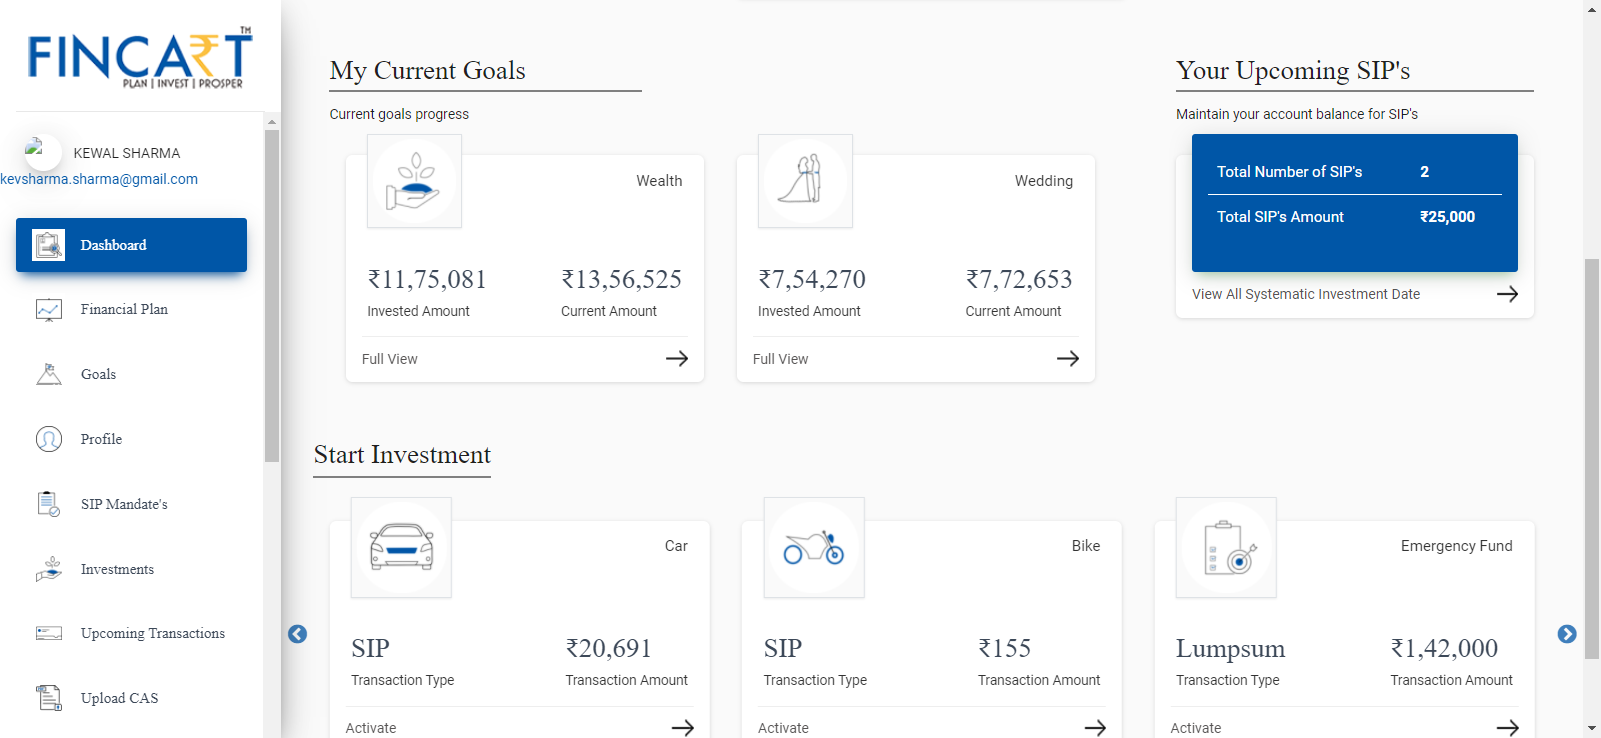 FINCART™
PLAN | INVEST | PROSPER
KEWAL SHARMA
kevsharma.sharma@gmail.com
Dashboard
Financial Plan
Goals
Profile
SIP Mandate's
Investments
Upcoming Transactions
Upload CAS
My Current Goals
Current goals progress
Wealth
₹11,75,081 ₹13,56,525
Invested Amount Current Amount
Full View
Wedding
₹7,54,270 ₹7,72,653
Invested Amount Current Amount
Full View
Your Upcoming SIP's
Maintain your account balance for SIP's
Total Number of SIP's 2
Total SIP's Amount ₹25,000
View All Systematic Investment Date
Start Investment
Car
SIP ₹20,691
Transaction Type Transaction Amount
Activate
Bike
SIP ₹155
Transaction Type Transaction Amount
Activate
Emergency Fund
Lumpsum ₹1,42,000
Transaction Type Transaction Amount
Activate